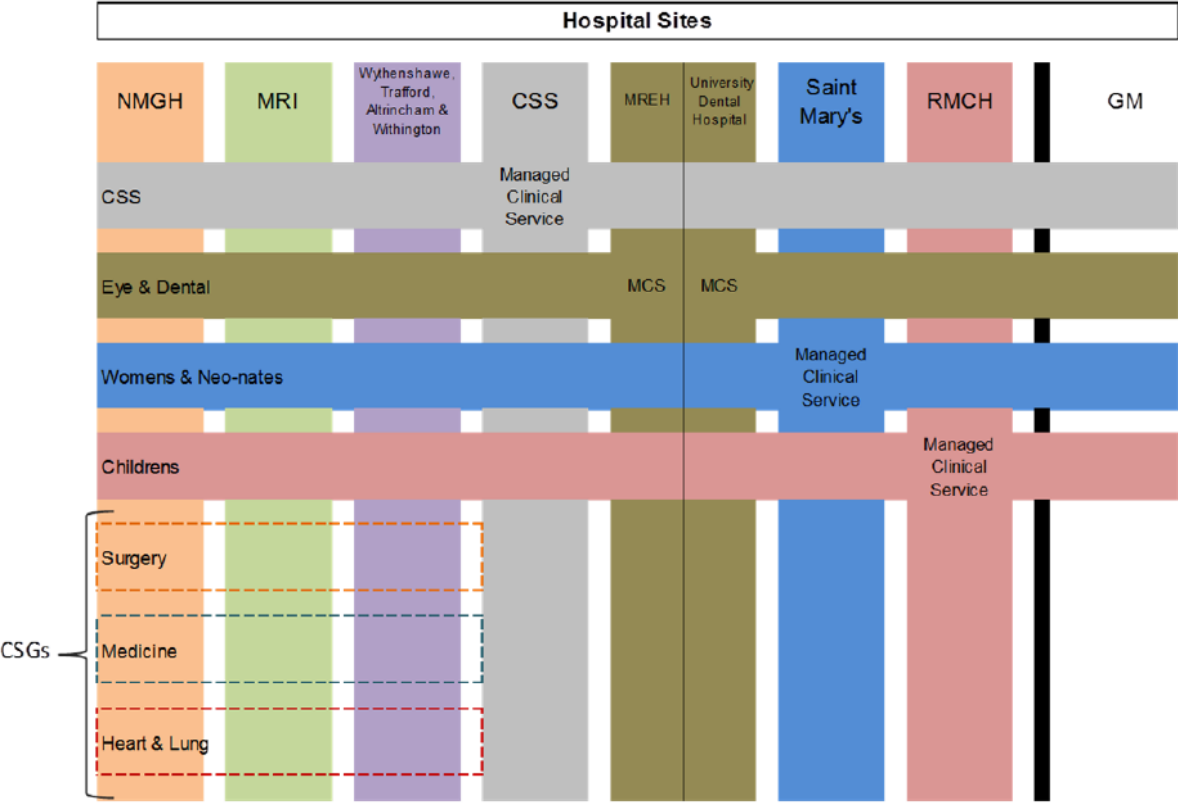 Hospital Sites
NMGH
MRI
Wythenshawe,
Trafford,
Altrincham &
Withington
CSS
MREH
University
Dental
Hospital
Saint
Mary's
RMCH
GM
CSS
Managed
Clinical
Service
Eye & Dental
MCS
MCS
Womens & Neo-nates
Managed
Clinical
Service
Childrens
Managed
Clinical
Service
CSGs
Surgery
Medicine
Heart & Lung